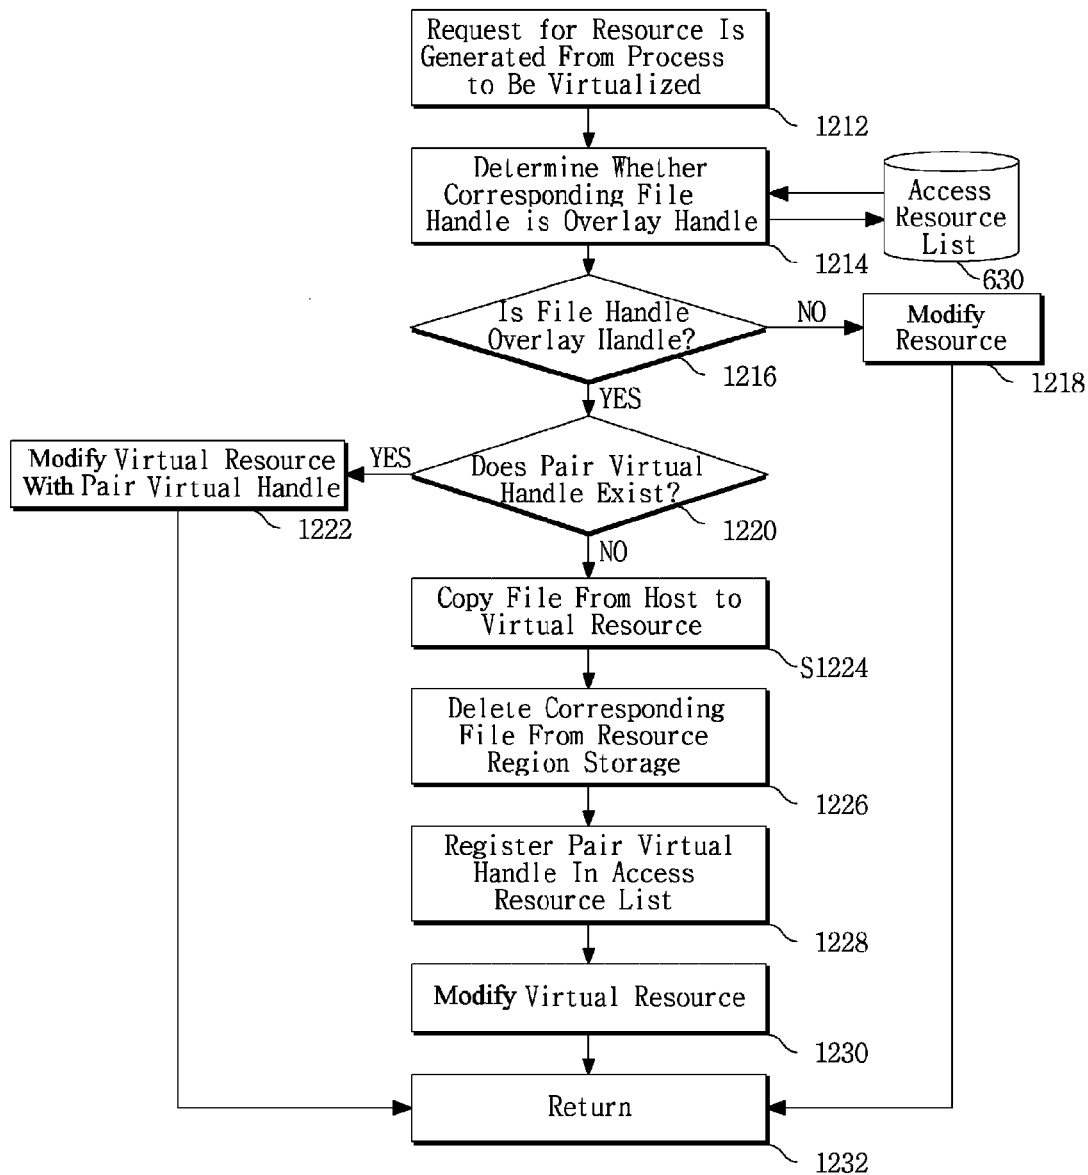 Request for Resource Is
Generated From Process
to Be Virtualized
1212
Determine Whether
Corresponding File
Handle is Overlay Handle
1214
Access
Resource
List
630
Is File Handle
Overlay Handle?
1216
NO
Modify
Resource
1218
YES
Does Pair Virtual
Handle Exist?
1220
YES
Modify Virtual Resource
With Pair Virtual Handle
1222
NO
Copy File From Host to
Virtual Resource
S1224
Delete Corresponding
File From Resource
Region Storage
1226
Register Pair Virtual
Handle In Access
Resource List
1228
Modify Virtual Resource
1230
Return
1232